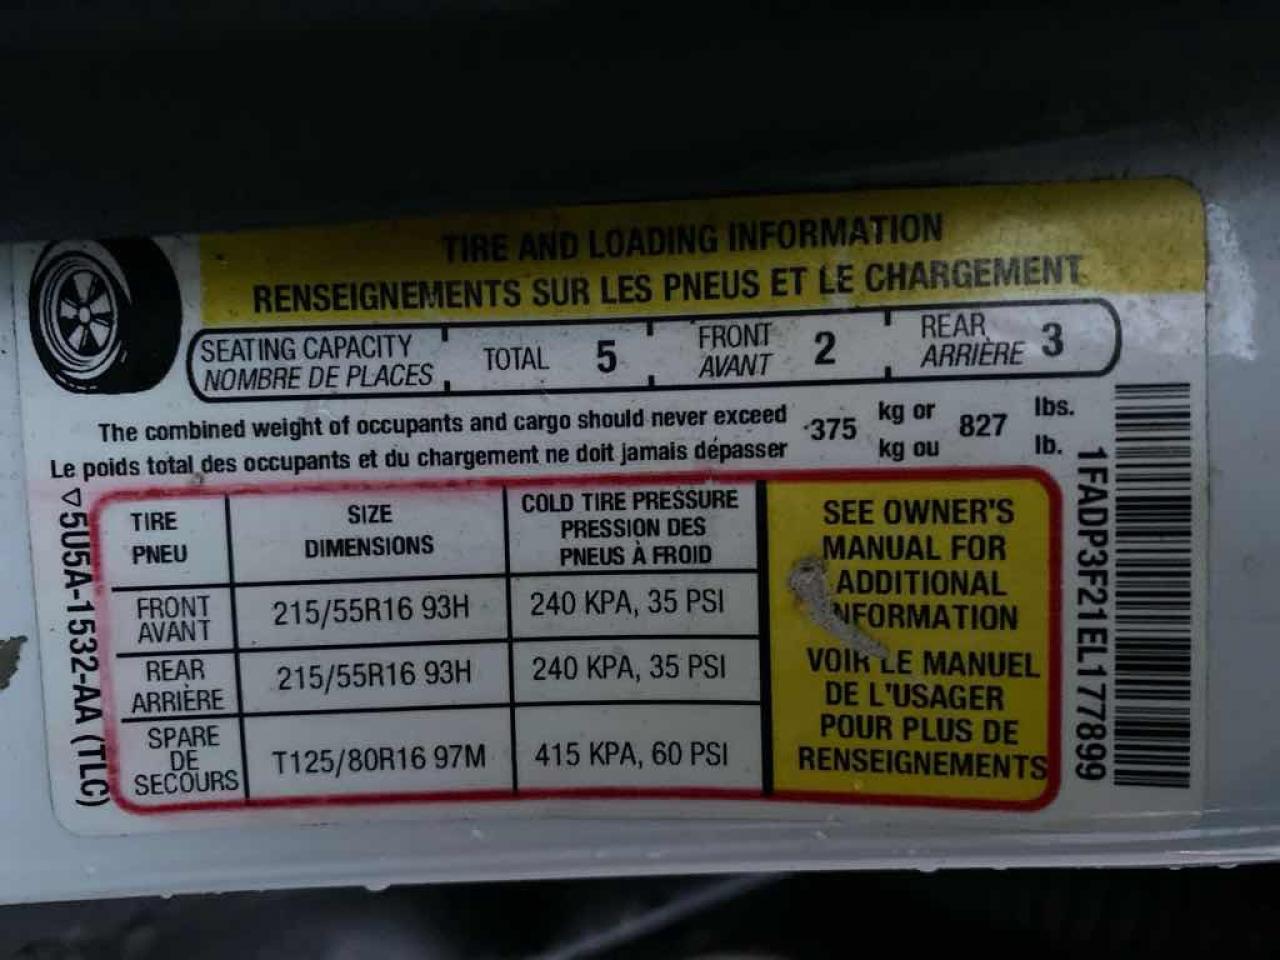 TIRE AND LOADING INFORMATION
RENSEIGNEMENTS SUR LES PNEUS ET LE CHARGEMENT
SEATING CAPACITY
NOMBRE DE PLACES
TOTAL 5
FRONT
AVANT
2
REAR
ARRIÈRE
3
The combined weight of occupants and cargo should never exceed
Le poids total des occupants et du chargement ne doit jamais dépasser
375
kg or
kg ou
827
lbs.
lb.
TIRE
PNEU
SIZE
DIMENSIONS
COLD TIRE PRESSURE
PRESSION DES
PNEUS À FROID
FRONT
AVANT
215/55R16 93H
240 KPA, 35 PSI
REAR
ARRIÈRE
215/55R16 93H
240 KPA, 35 PSI
SPARE
DE
SECOURS
T125/80R16 97M
415 KPA, 60 PSI
SEE OWNER'S
MANUAL FOR
ADDITIONAL
INFORMATION
VOIR LE MANUEL
DE L'USAGER
POUR PLUS DE
RENSEIGNEMENTS
5U5A-1532-AA (TLC)
1FADP3F21EL177899